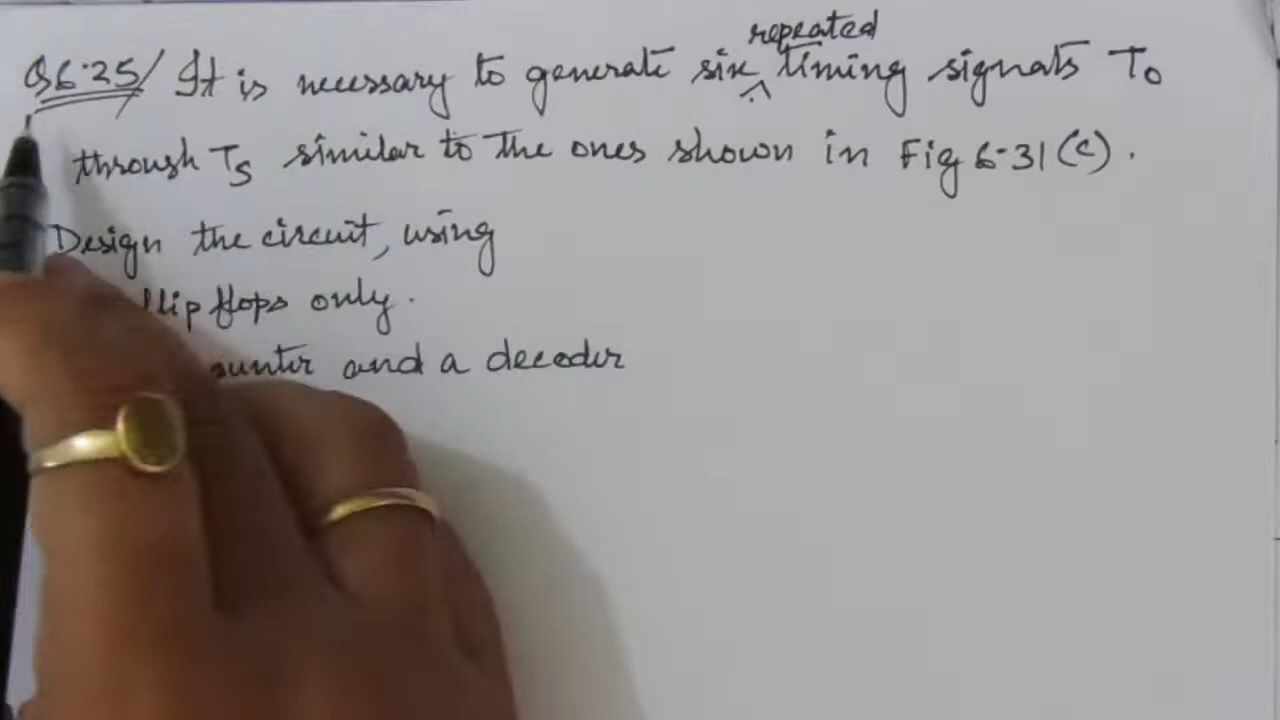 repeated
Q6.25/ It is necessary to generate six ^ timing signals T0
through T5 similar to the ones shown in Fig 6.31(c).
Design the circuit, using
flip flops only.
and a decoder